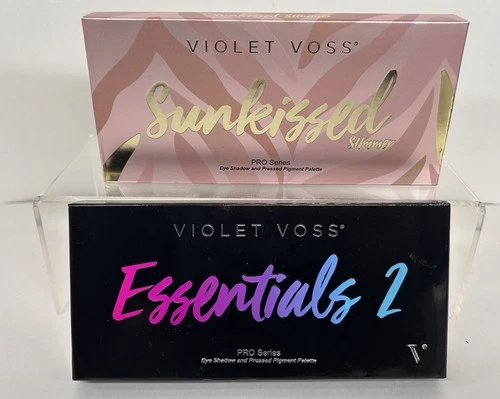 VIOLET VOSS®
Sunkissed
Summer
PRO Series
Eye Shadow and Pressed Pigment Palette
VIOLET VOSS®
Essentials 2
PRO Series
Eye Shadow and Pressed Pigment Palette
V